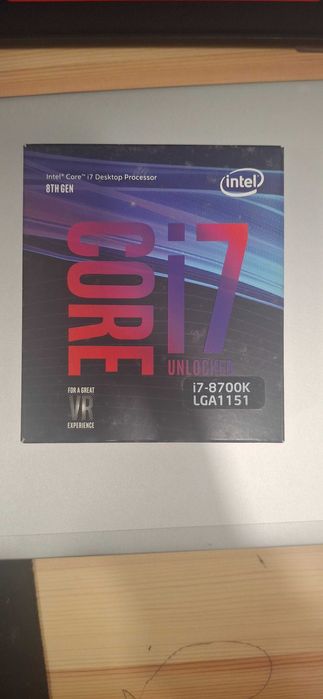 Intel® Core™ i7 Desktop Processor
8TH GEN
intel
CORE i7
UNLOCKED
i7-8700K
LGA1151
FOR A GREAT
VR
EXPERIENCE